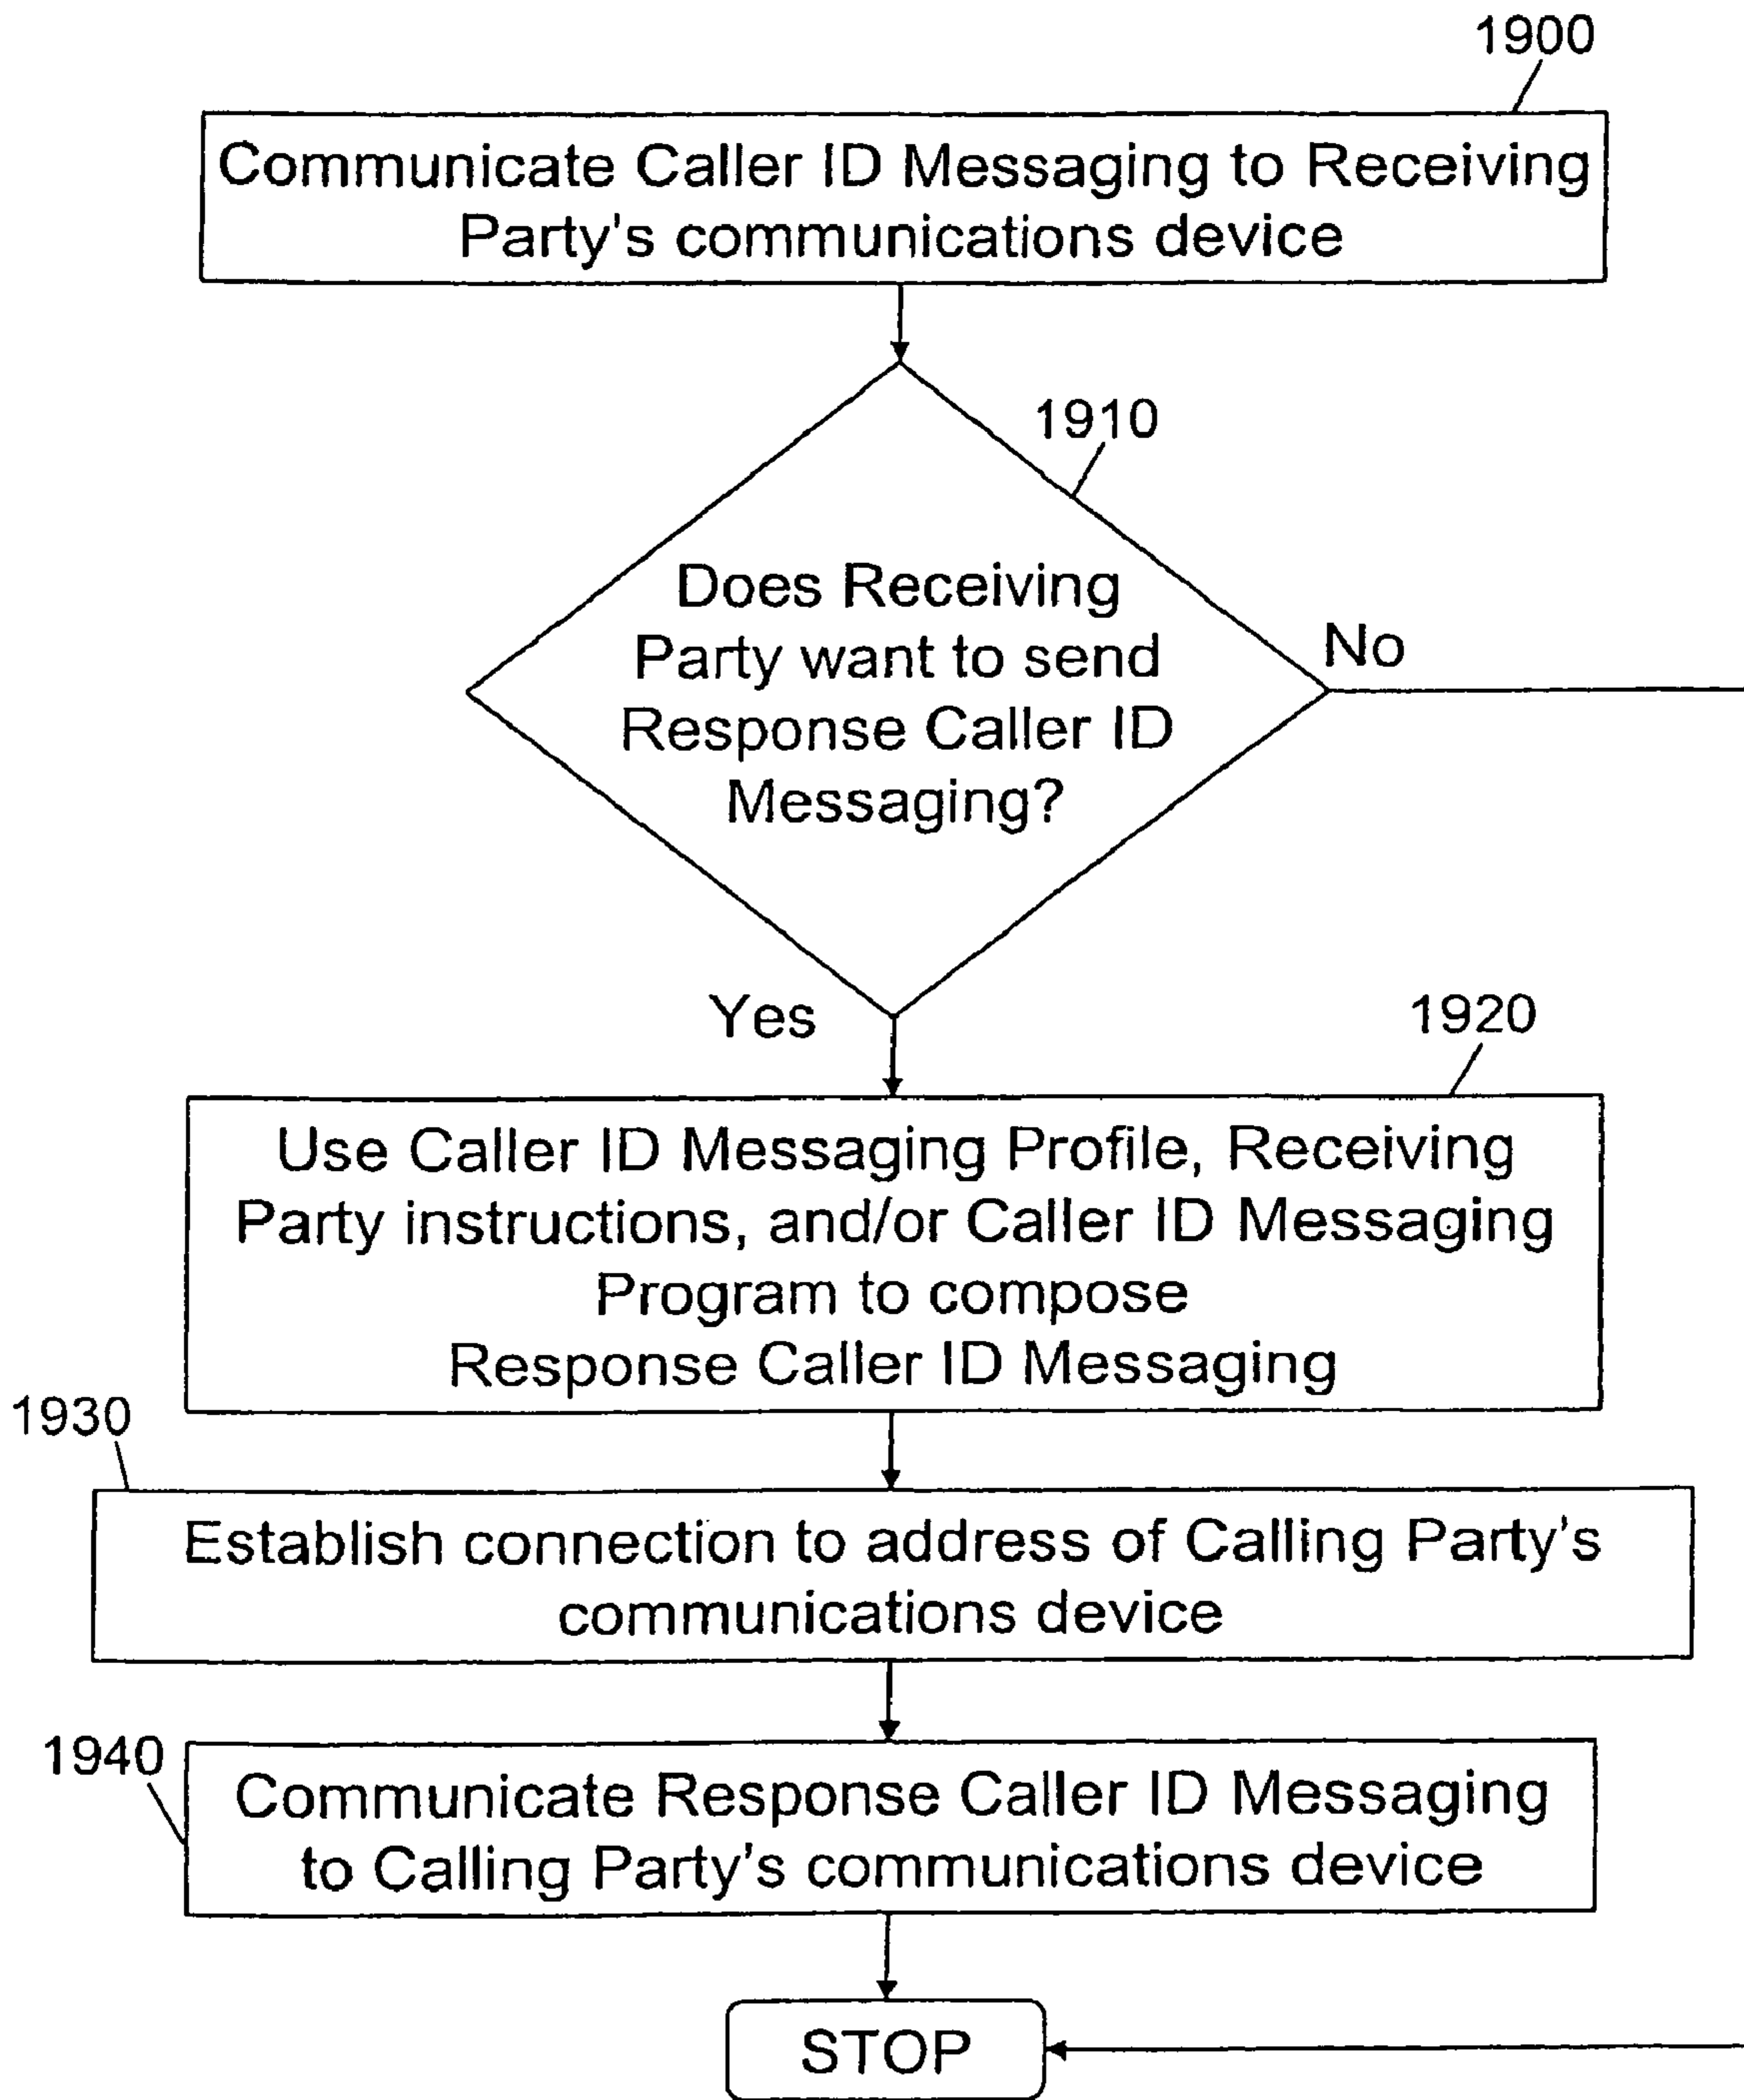 1900
Communicate Caller ID Messaging to Receiving
Party's communications device
1910
Does Receiving
Party want to send
Response Caller ID
Messaging?
No
Yes
1920
Use Caller ID Messaging Profile, Receiving
Party instructions, and/or Caller ID Messaging
Program to compose
Response Caller ID Messaging
1930
Establish connection to address of Calling Party's
communications device
1940
Communicate Response Caller ID Messaging
to Calling Party's communications device
STOP